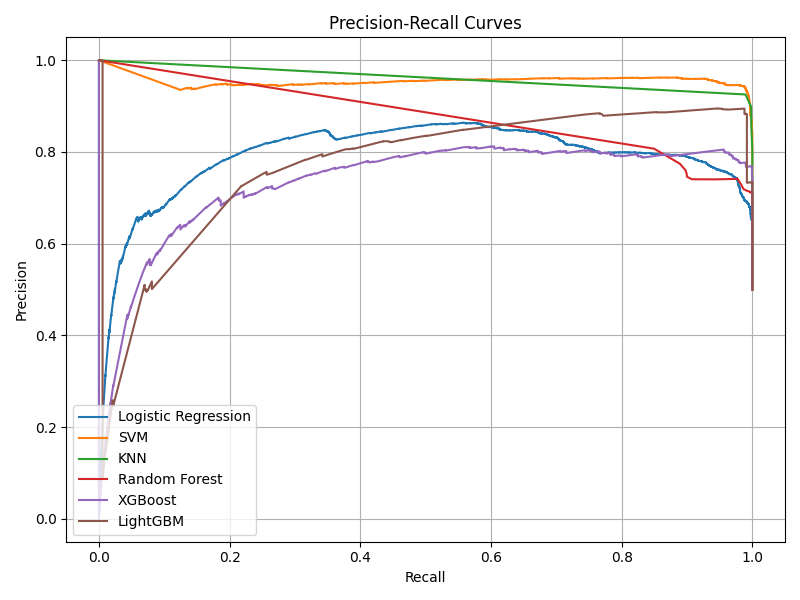 Precision-Recall Curves
Precision
1.0
0.8
0.6
0.4
0.2
0.0
Logistic Regression
SVM
KNN
Random Forest
XGBoost
LightGBM
0.0 0.2 0.4 0.6 0.8 1.0
Recall